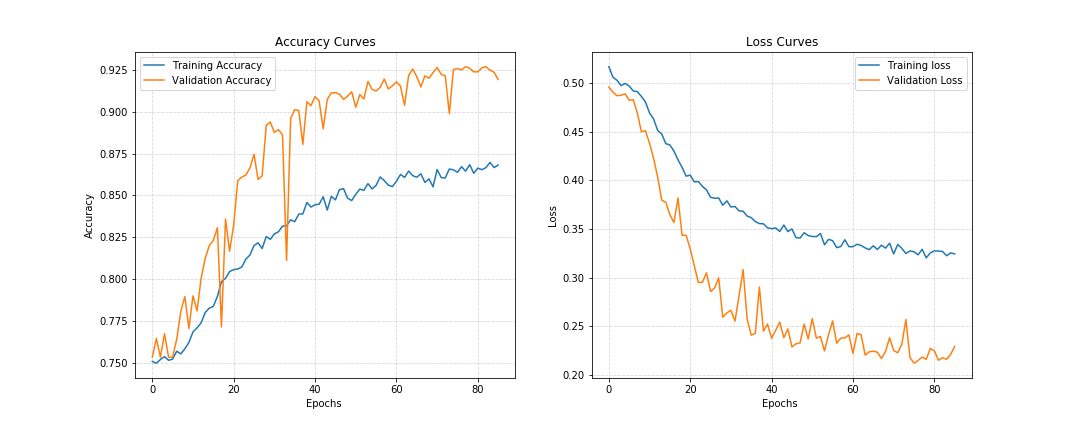 Accuracy Curves
Training Accuracy
Validation Accuracy
0.925
0.900
0.875
0.850
0.825
0.800
0.775
0.750
Accuracy
0 20 40 60 80
Epochs
Loss Curves
Training loss
Validation Loss
0.50
0.45
0.40
0.35
0.30
0.25
0.20
Loss
0 20 40 60 80
Epochs